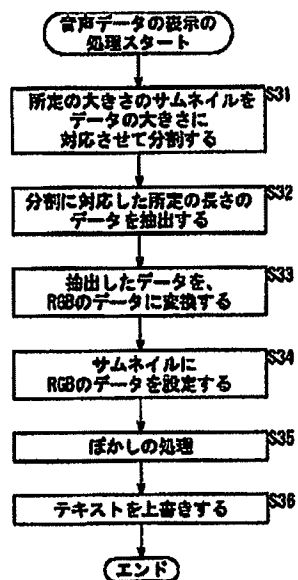 音声データの表示の
処理スタート
S31
所定の大きさのサムネイルを
データの大きさに
対応させて分割する
S32
分割に対応した所定の長さの
データを抽出する
S33
抽出したデータを、
RGBのデータに変換する
S34
サムネイルに
RGBのデータを設定する
S35
ぼかしの処理
S36
テキストを上書きする
エンド